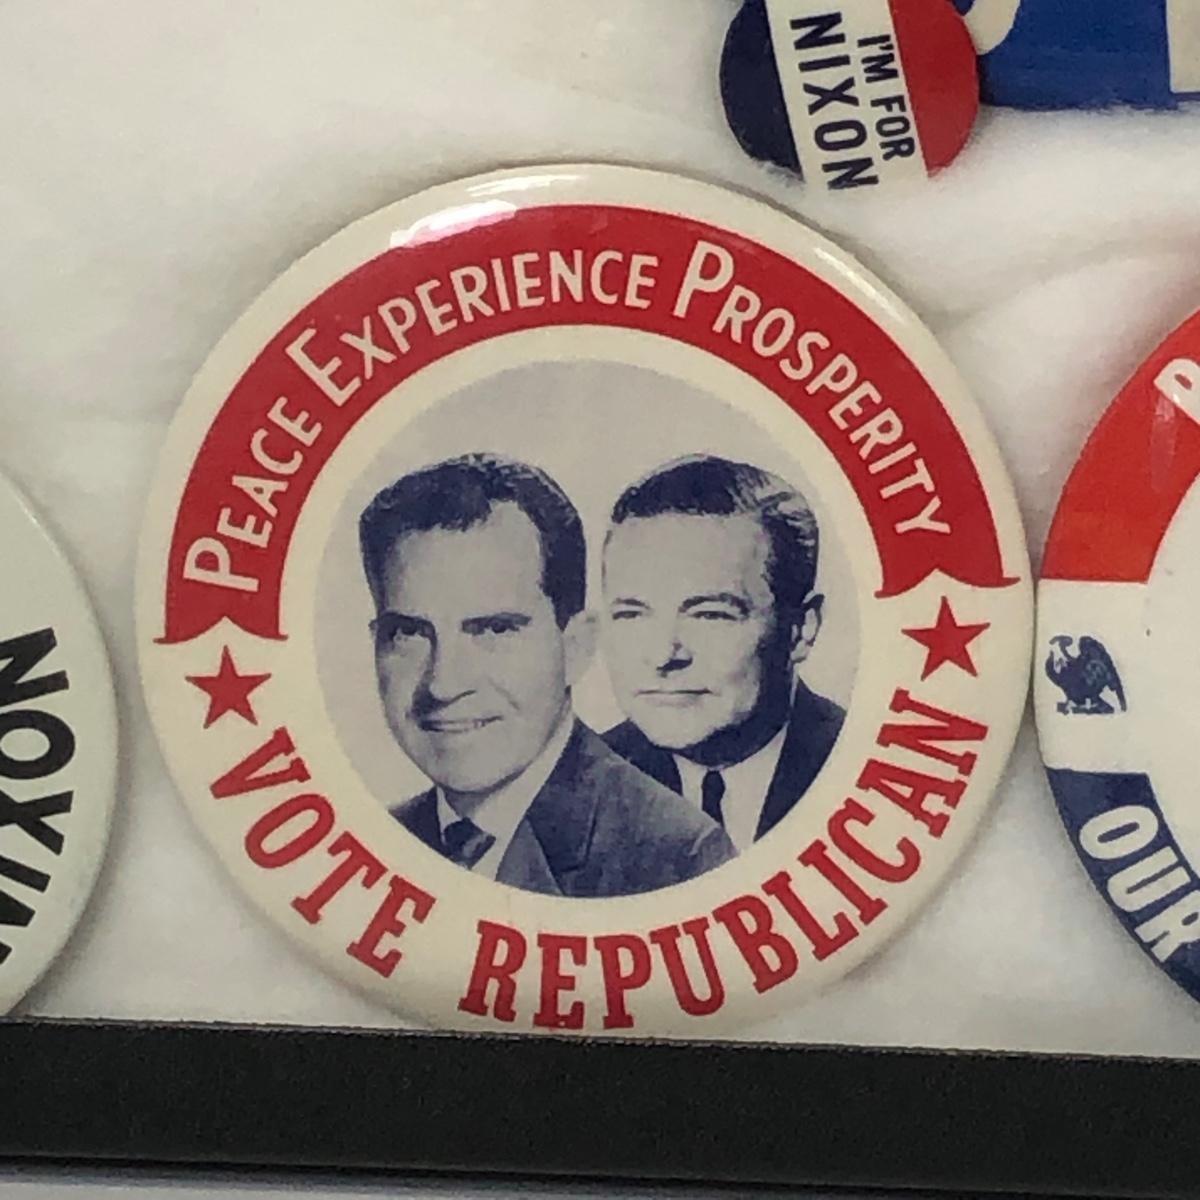 I'M FOR
NIXON
PEACE EXPERIENCE PROSPERITY
VOTE REPUBLICAN
NIXON
OUR